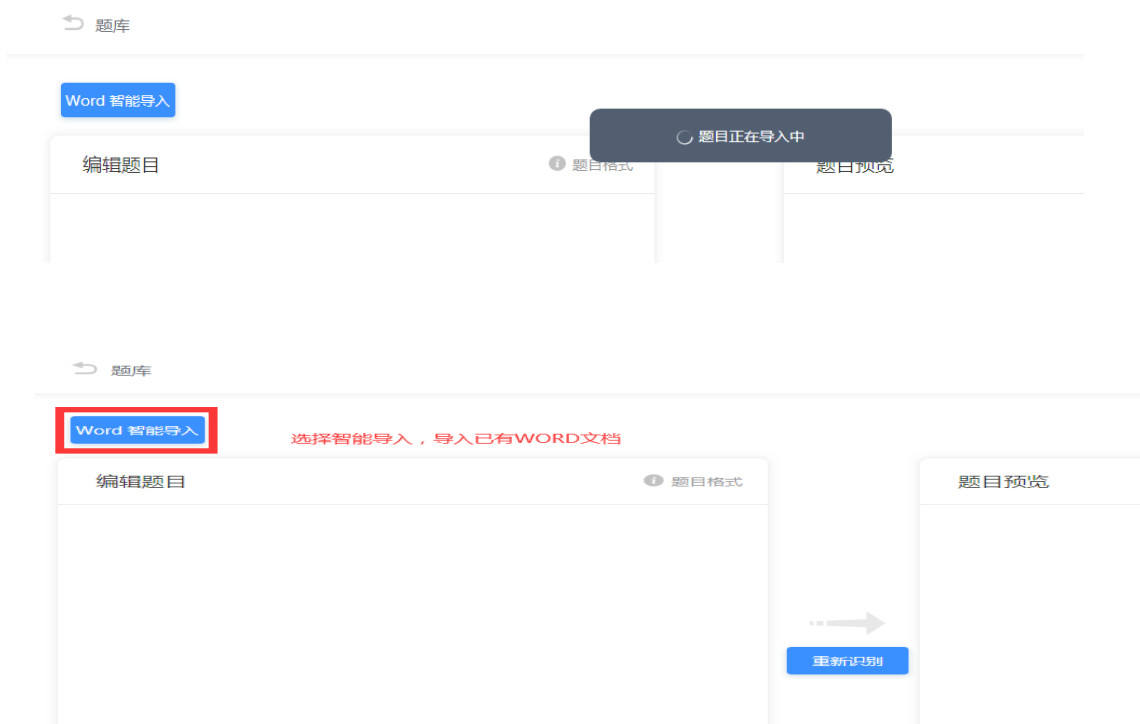 题库
Word 智能导入
题目正在导入中
编辑题目
题目格式
题目预览
题库
Word 智能导入
选择智能导入，导入已有WORD文档
编辑题目
题目格式
题目预览
重新识别